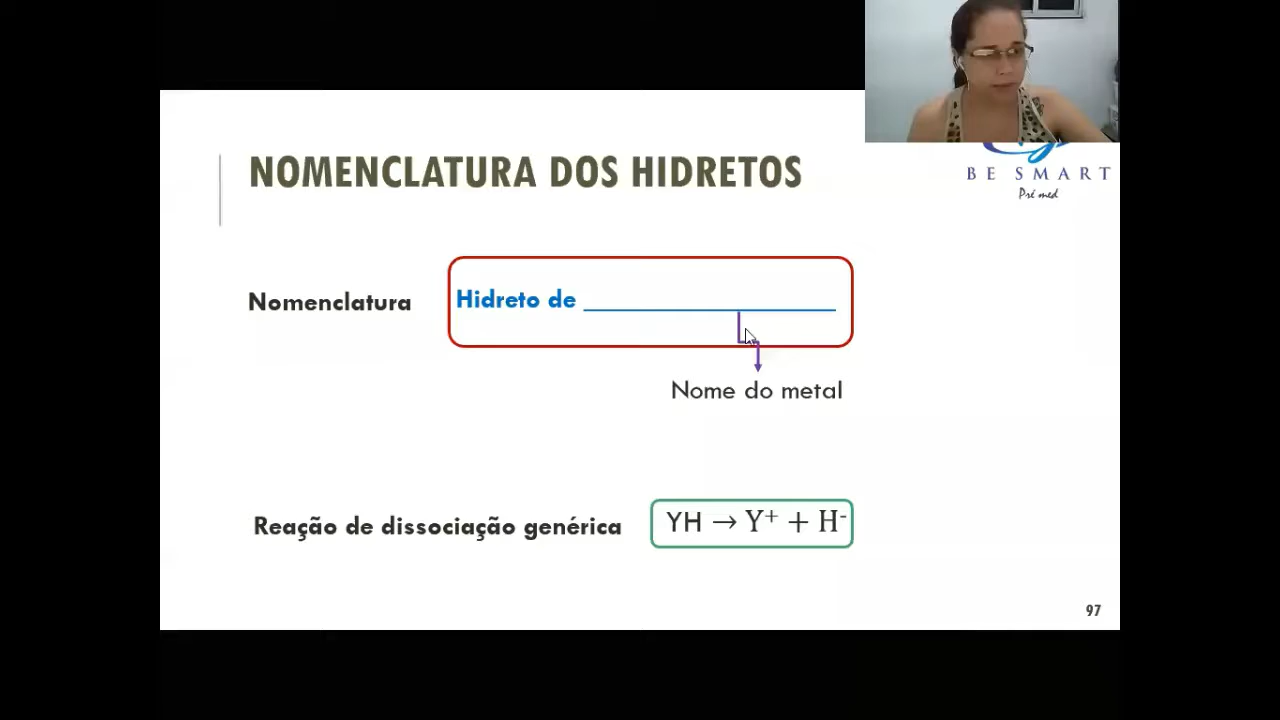 NOMENCLATURA DOS HIDRETOS
BE SMART
Pré med
Nomenclatura
Hidreto de ____________________
Nome do metal
Reação de dissociação genérica
YH → Y⁺ + H⁻
97